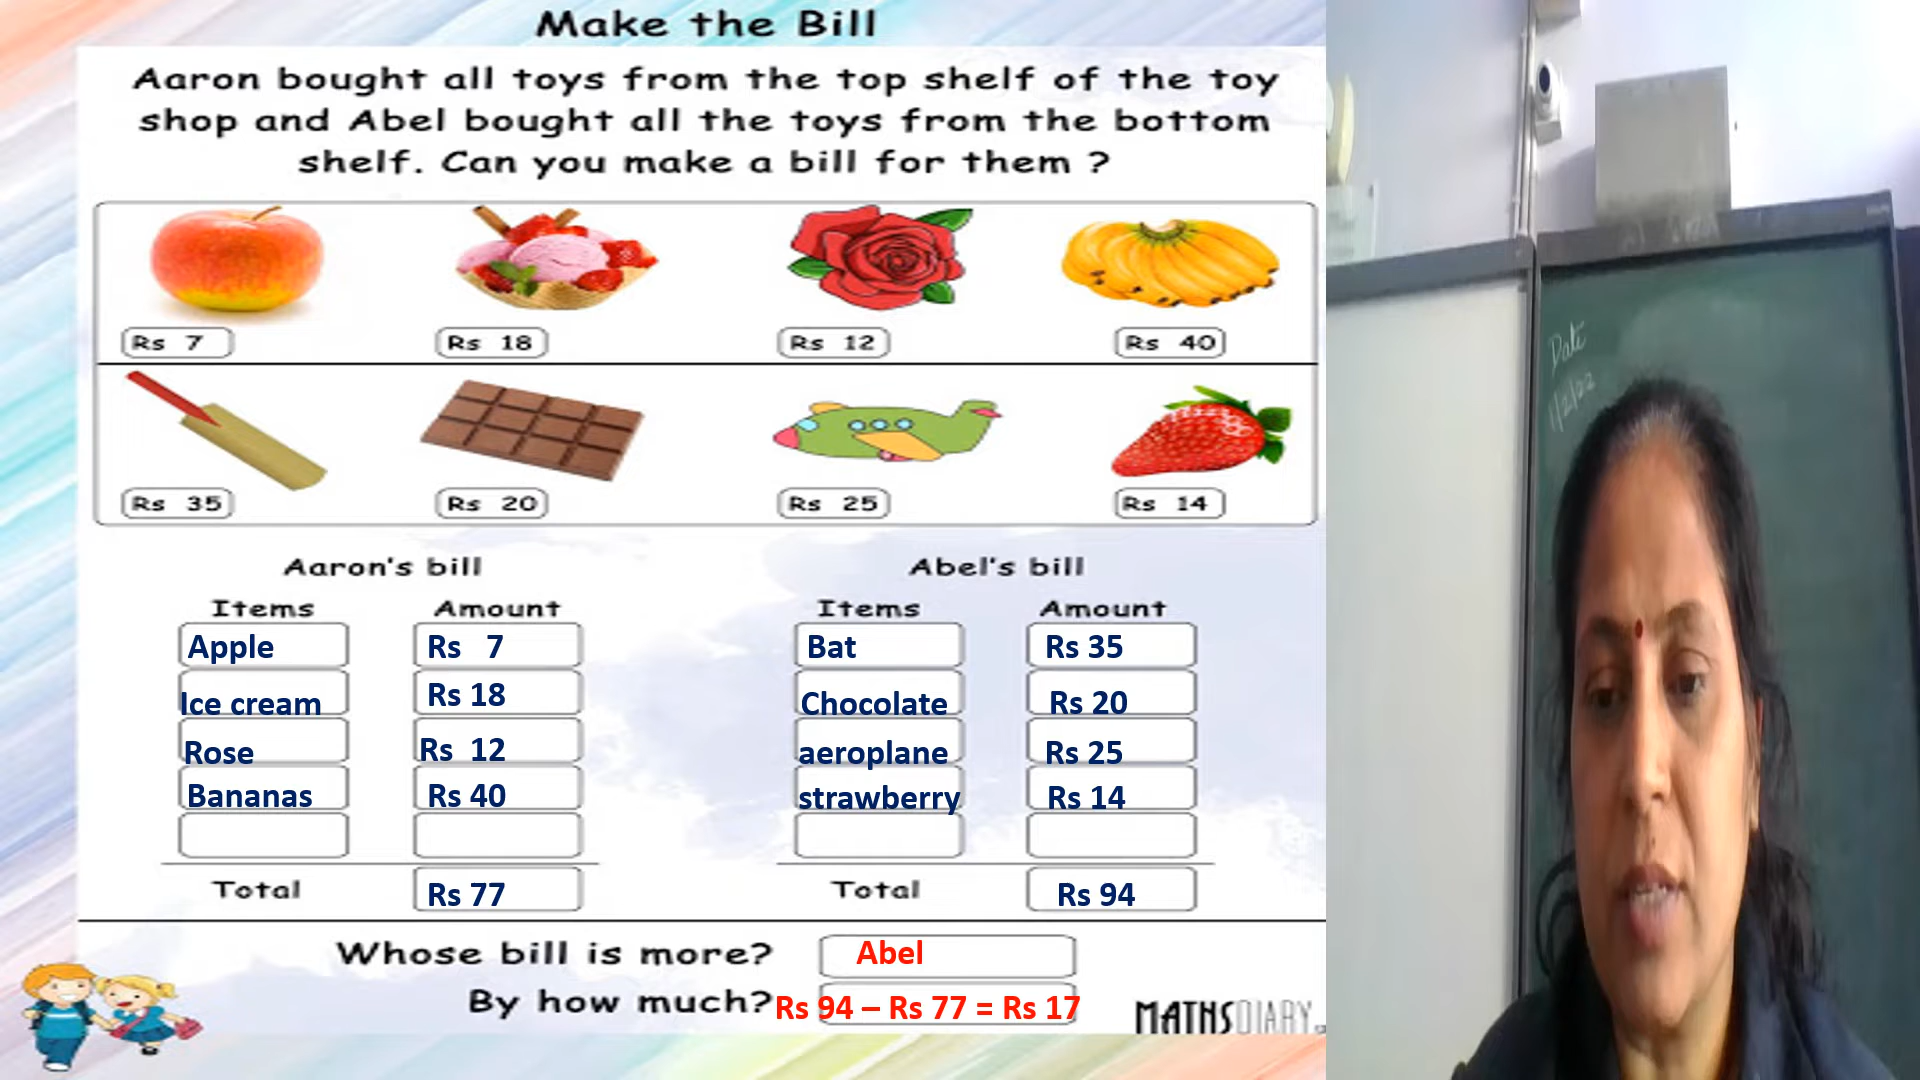 Make the Bill
Aaron bought all toys from the top shelf of the toy
shop and Abel bought all the toys from the bottom
shelf. Can you make a bill for them ?
Rs 7 Rs 18 Rs 12 Rs 40
Rs 35 Rs 20 Rs 25 Rs 14
Aaron's bill Abel's bill
Items Amount Items Amount
Apple Rs 7 Bat Rs 35
Ice cream Rs 18 Chocolate Rs 20
Rose Rs 12 aeroplane Rs 25
Bananas Rs 40 strawberry Rs 14
Total Rs 77 Total Rs 94
Whose bill is more? Abel
By how much? Rs 94 – Rs 77 = Rs 17
MATHSDIARY
Date
1/2/22